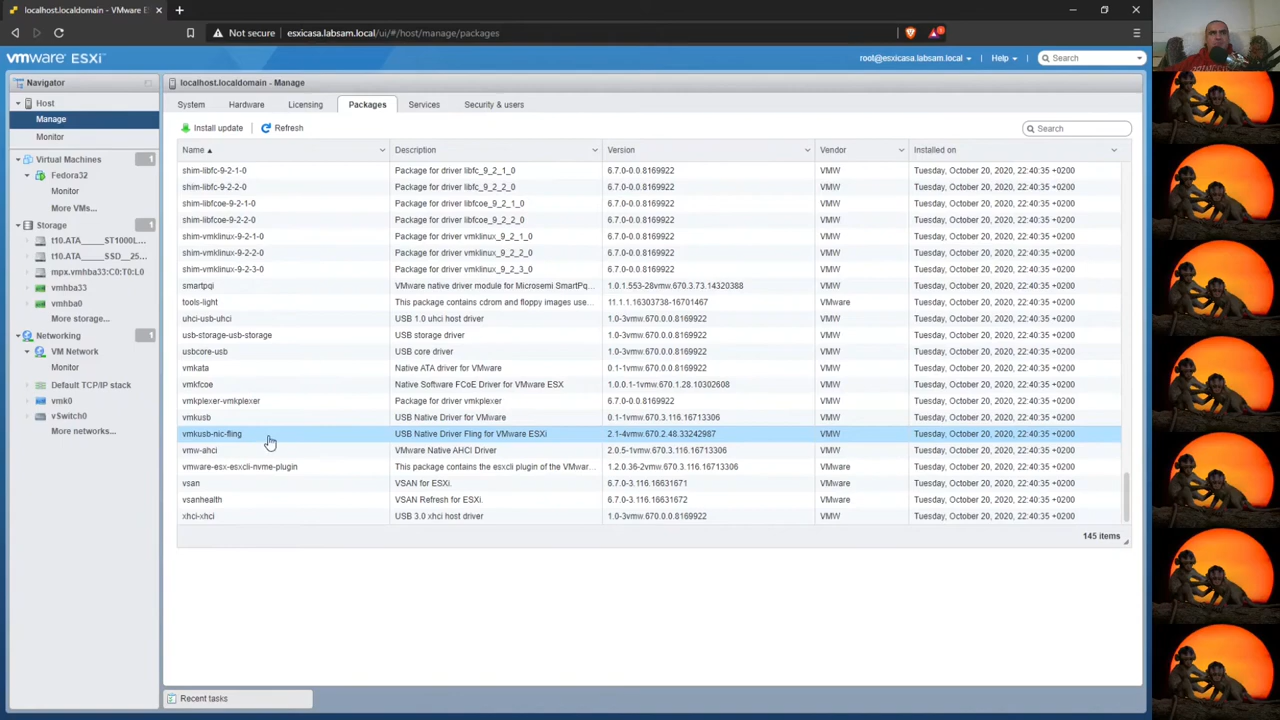 localhost.localdomain - VMware E
Not secure esxicasa.labsam.local/ui/#/host/manage/packages
vmware ESXi™ root@esxicasa.labsam.local Help Search
Navigator
localhost.localdomain - Manage
Host
Manage
Monitor
Virtual Machines 1
Fedora32
Monitor
More VMs...
Storage 1
t10.ATA_____ST1000L...
t10.ATA_____SSD__25...
mpx.vmhba33:C0:T0:L0
vmhba33
vmhba0
More storage...
Networking 1
VM Network
Monitor
Default TCP/IP stack
vmk0
vSwitch0
More networks...
System Hardware Licensing Packages Services Security & users
Install update Refresh Search
Name Description Version Vendor Installed on
shim-libfc-9-2-1-0 Package for driver libfc_9_2_1_0 6.7.0-0.0.8169922 VMW Tuesday, October 20, 2020, 22:40:35 +0200
shim-libfc-9-2-2-0 Package for driver libfc_9_2_2_0 6.7.0-0.0.8169922 VMW Tuesday, October 20, 2020, 22:40:35 +0200
shim-libfcoe-9-2-1-0 Package for driver libfcoe_9_2_1_0 6.7.0-0.0.8169922 VMW Tuesday, October 20, 2020, 22:40:35 +0200
shim-libfcoe-9-2-2-0 Package for driver libfcoe_9_2_2_0 6.7.0-0.0.8169922 VMW Tuesday, October 20, 2020, 22:40:35 +0200
shim-vmklinux-9-2-1-0 Package for driver vmklinux_9_2_1_0 6.7.0-0.0.8169922 VMW Tuesday, October 20, 2020, 22:40:35 +0200
shim-vmklinux-9-2-2-0 Package for driver vmklinux_9_2_2_0 6.7.0-0.0.8169922 VMW Tuesday, October 20, 2020, 22:40:35 +0200
shim-vmklinux-9-2-3-0 Package for driver vmklinux_9_2_3_0 6.7.0-0.0.8169922 VMW Tuesday, October 20, 2020, 22:40:35 +0200
smartpqi VMware native driver module for Microsemi SmartPq... 1.0.1.553-28vmw.670.3.73.14320388 VMW Tuesday, October 20, 2020, 22:40:35 +0200
tools-light This package contains cdrom and floppy images use... 11.1.1.16303738-16701467 VMware Tuesday, October 20, 2020, 22:40:35 +0200
uhci-usb-uhci USB 1.0 uhci host driver 1.0-3vmw.670.0.0.8169922 VMW Tuesday, October 20, 2020, 22:40:35 +0200
usb-storage-usb-storage USB storage driver 1.0-3vmw.670.0.0.8169922 VMW Tuesday, October 20, 2020, 22:40:35 +0200
usbcore-usb USB core driver 1.0-3vmw.670.0.0.8169922 VMW Tuesday, October 20, 2020, 22:40:35 +0200
vmkata Native ATA driver for VMware 0.1-1vmw.670.0.0.8169922 VMW Tuesday, October 20, 2020, 22:40:35 +0200
vmkfcoe Native Software FCoE Driver for VMware ESX 1.0.0.1-1vmw.670.1.28.10302608 VMW Tuesday, October 20, 2020, 22:40:35 +0200
vmkplexer-vmkplexer Package for driver vmkplexer 6.7.0-0.0.8169922 VMW Tuesday, October 20, 2020, 22:40:35 +0200
vmkusb USB Native Driver for VMware 0.1-1vmw.670.3.116.16713306 VMW Tuesday, October 20, 2020, 22:40:35 +0200
vmkusb-nic-fling USB Native Driver Fling for VMware ESXi 2.1-4vmw.670.2.48.33242987 VMW Tuesday, October 20, 2020, 22:40:35 +0200
vmw-ahci VMware Native AHCI Driver 2.0.5-1vmw.670.3.116.16713306 VMW Tuesday, October 20, 2020, 22:40:35 +0200
vmware-esx-esxcli-nvme-plugin This package contains the esxcli plugin of the VMwar... 1.2.0.36-2vmw.670.3.116.16713306 VMware Tuesday, October 20, 2020, 22:40:35 +0200
vsan VSAN for ESXi. 6.7.0-3.116.16631671 VMware Tuesday, October 20, 2020, 22:40:35 +0200
vsanhealth VSAN Refresh for ESXi. 6.7.0-3.116.16631672 VMware Tuesday, October 20, 2020, 22:40:35 +0200
xhci-xhci USB 3.0 xhci host driver 1.0-3vmw.670.0.0.8169922 VMW Tuesday, October 20, 2020, 22:40:35 +0200
145 items
Recent tasks